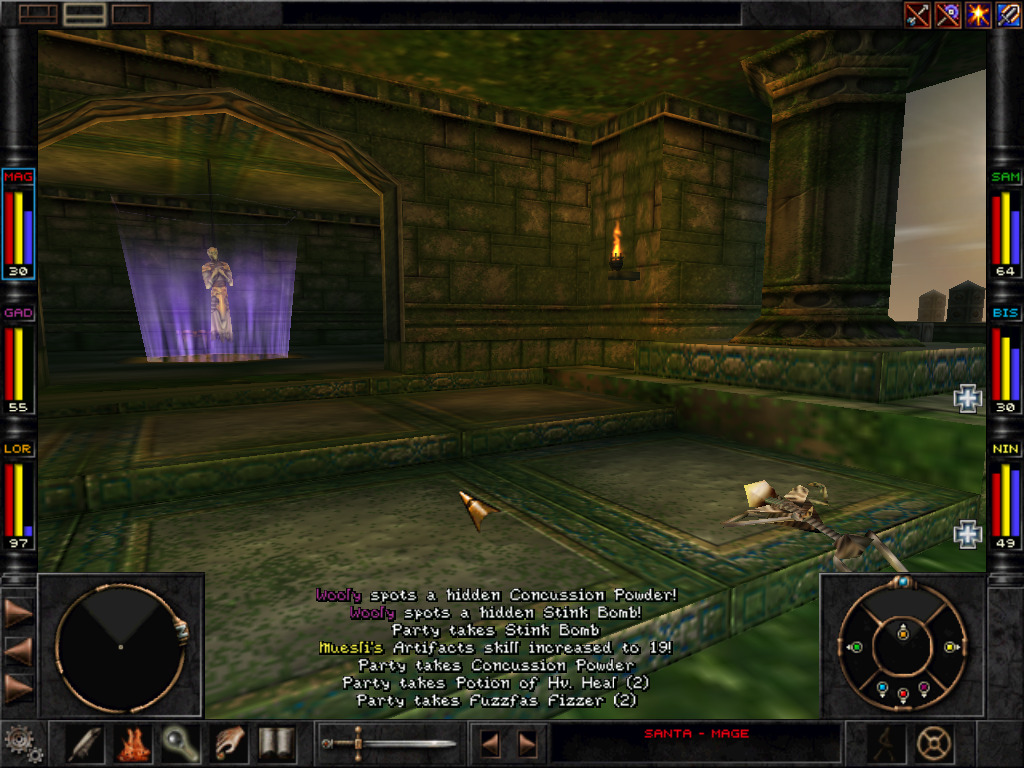 MAG
30
GAD
55
LOR
97
SAM
64
BIS
30
NIN
49
Woofy spots a hidden Concussion Powder!
Woofy spots a hidden Stink Bomb!
Party takes Stink Bomb
Muesli's Artifacts skill increased to 19!
Party takes Concussion Powder
Party takes Potion of Hv. Heal (2)
Party takes Fuzzfas Fizzer (2)
SANTA - MAGE